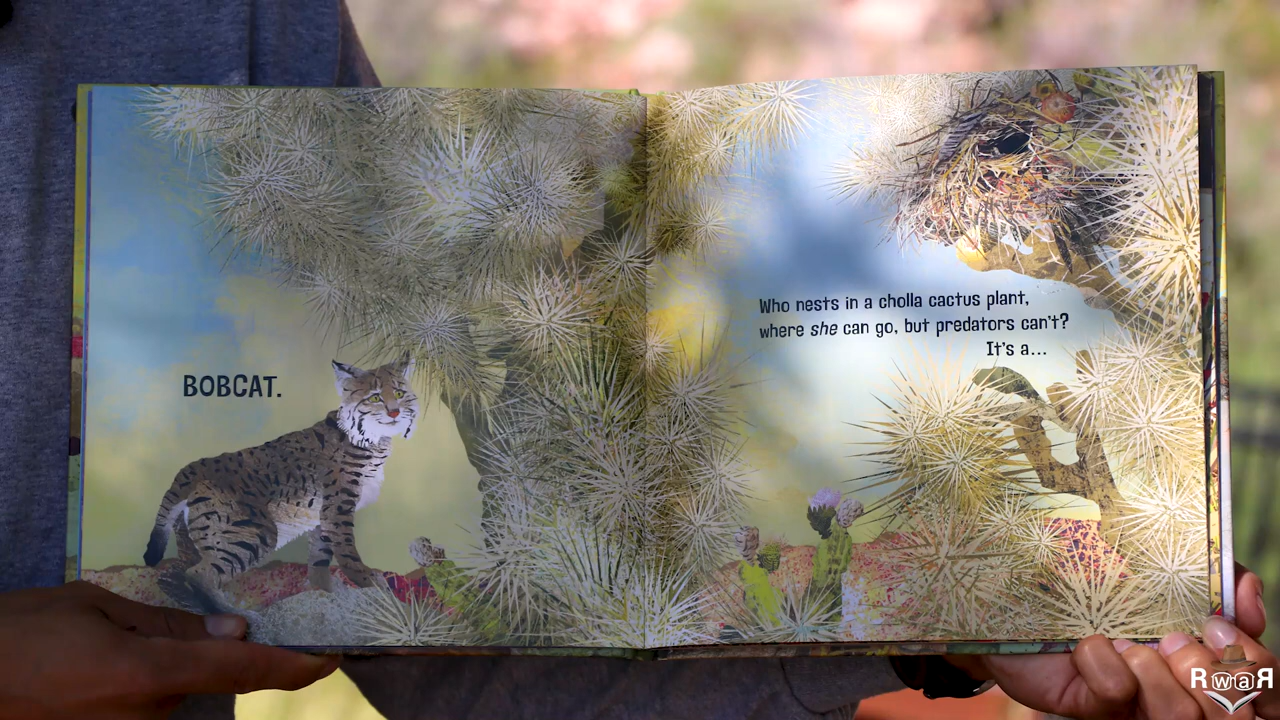 BOBCAT.
Who nests in a cholla cactus plant,
where she can go, but predators can't?
It's a...
RwaR